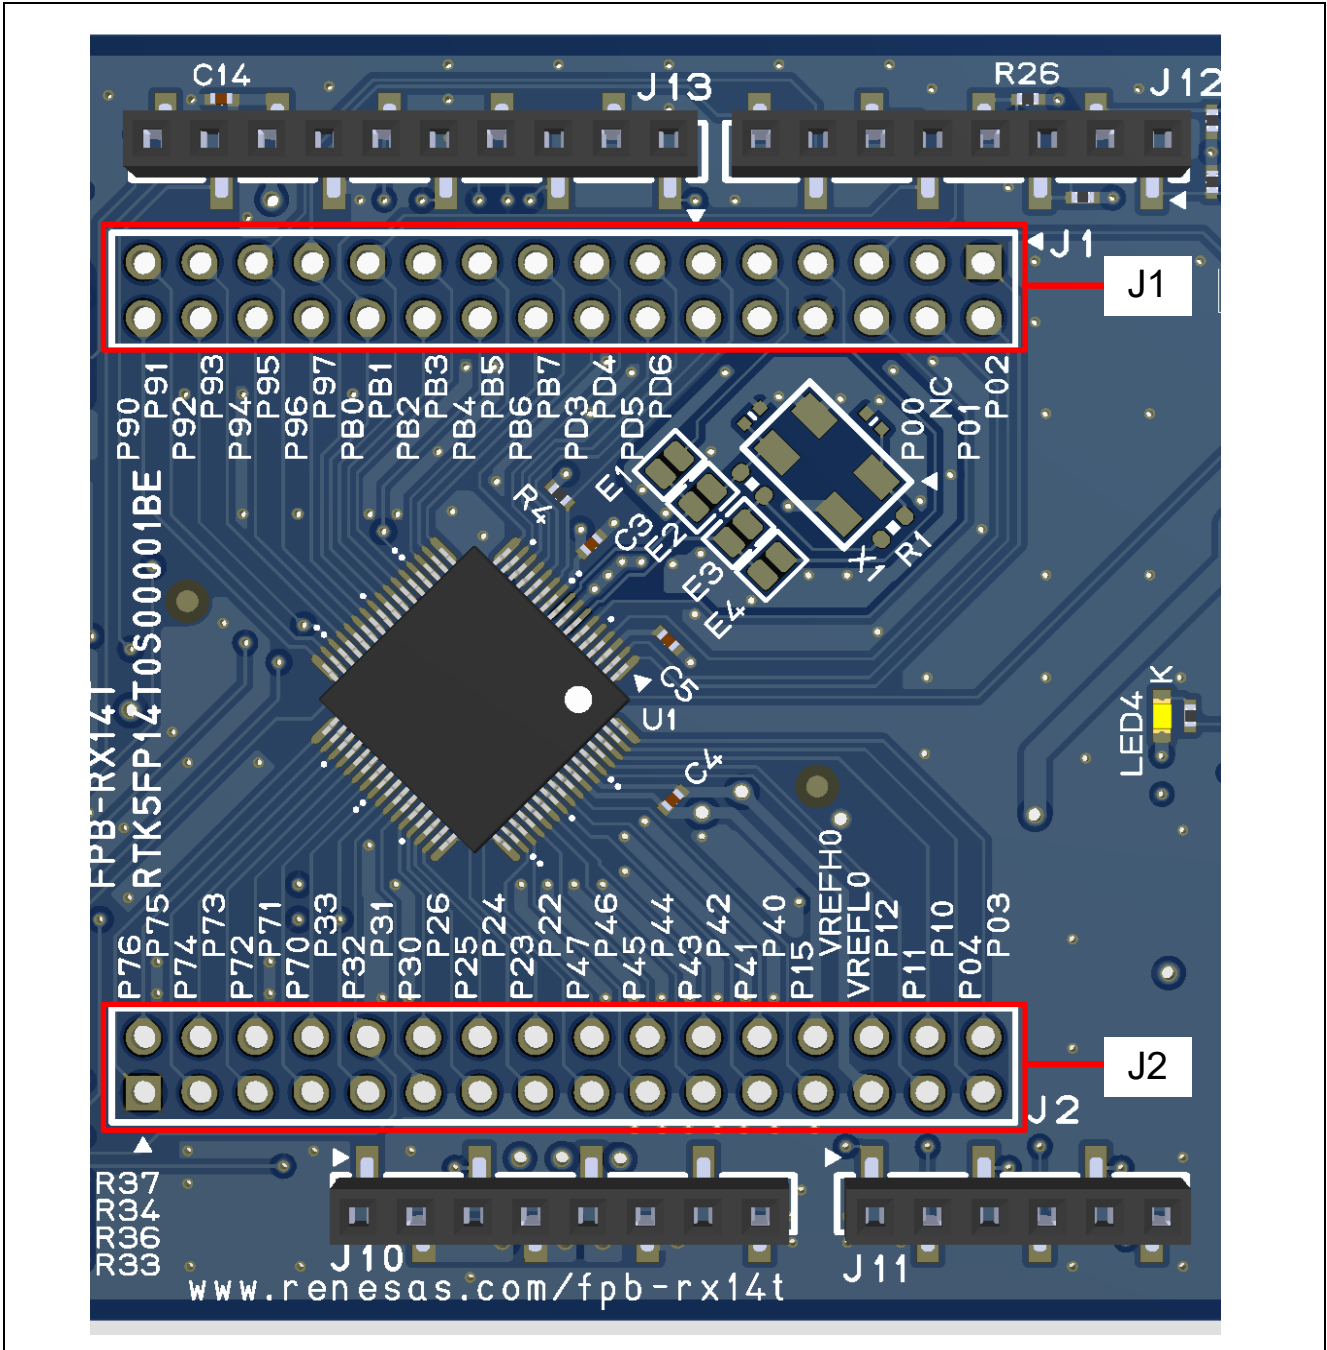 C14
J13
R26
J12
J1
J1
P90
P91
P92
P93
P94
P95
P96
P97
PB0
PB1
PB2
PB3
PB4
PB5
PB6
PB7
PD3
PD4
PD5
PD6
P00
NC
P01
P02
E1
R4
C3
E2
E3
E4
X1
R1
C5
U1
C4
LED4
K
FPB-RX14T
RTK5FP14T0S00001BE
P76
P75
P74
P73
P72
P71
P70
P33
P32
P31
P30
P26
P25
P24
P23
P22
P47
P46
P45
P44
P43
P42
P41
P40
P15
VREFH0
VREFL0
P12
P11
P10
P04
P03
J2
J2
R37
R34
R36
R33
J10
J11
www.renesas.com/fpb-rx14t